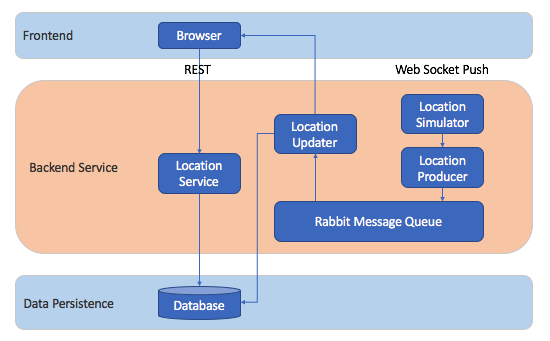 Frontend
Browser
REST
Web Socket Push
Location
Simulator
Location
Updater
Backend Service
Location
Service
Location
Producer
Rabbit Message Queue
Data Persistence
Database